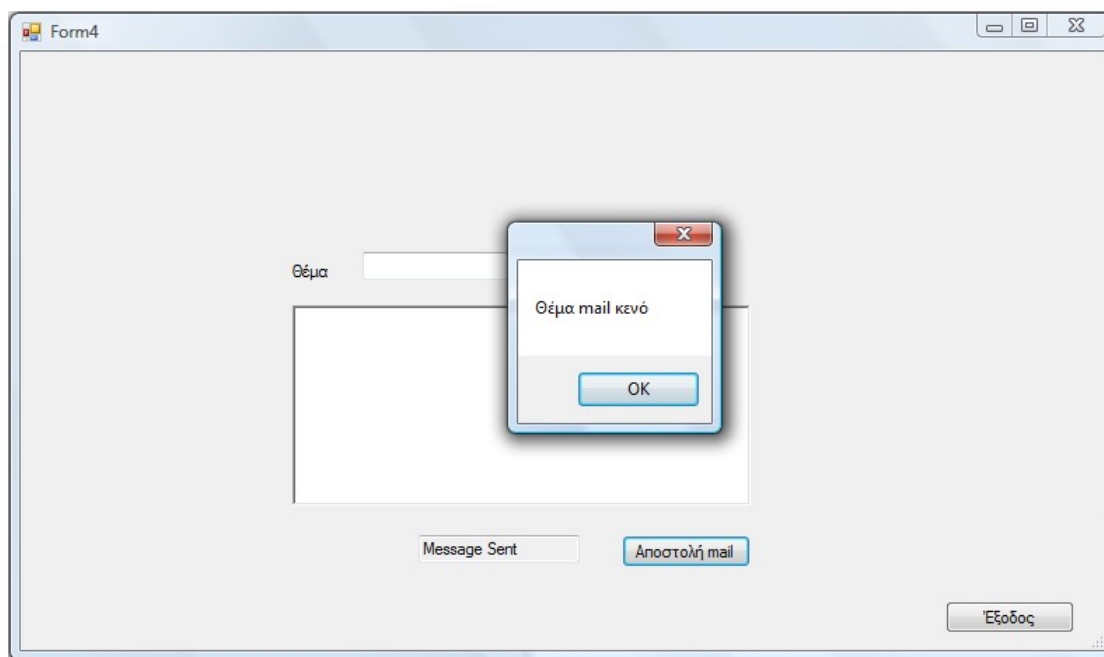 Form4
Θέμα
Θέμα mail κενό
OK
Message Sent
Αποστολή mail
Έξοδος